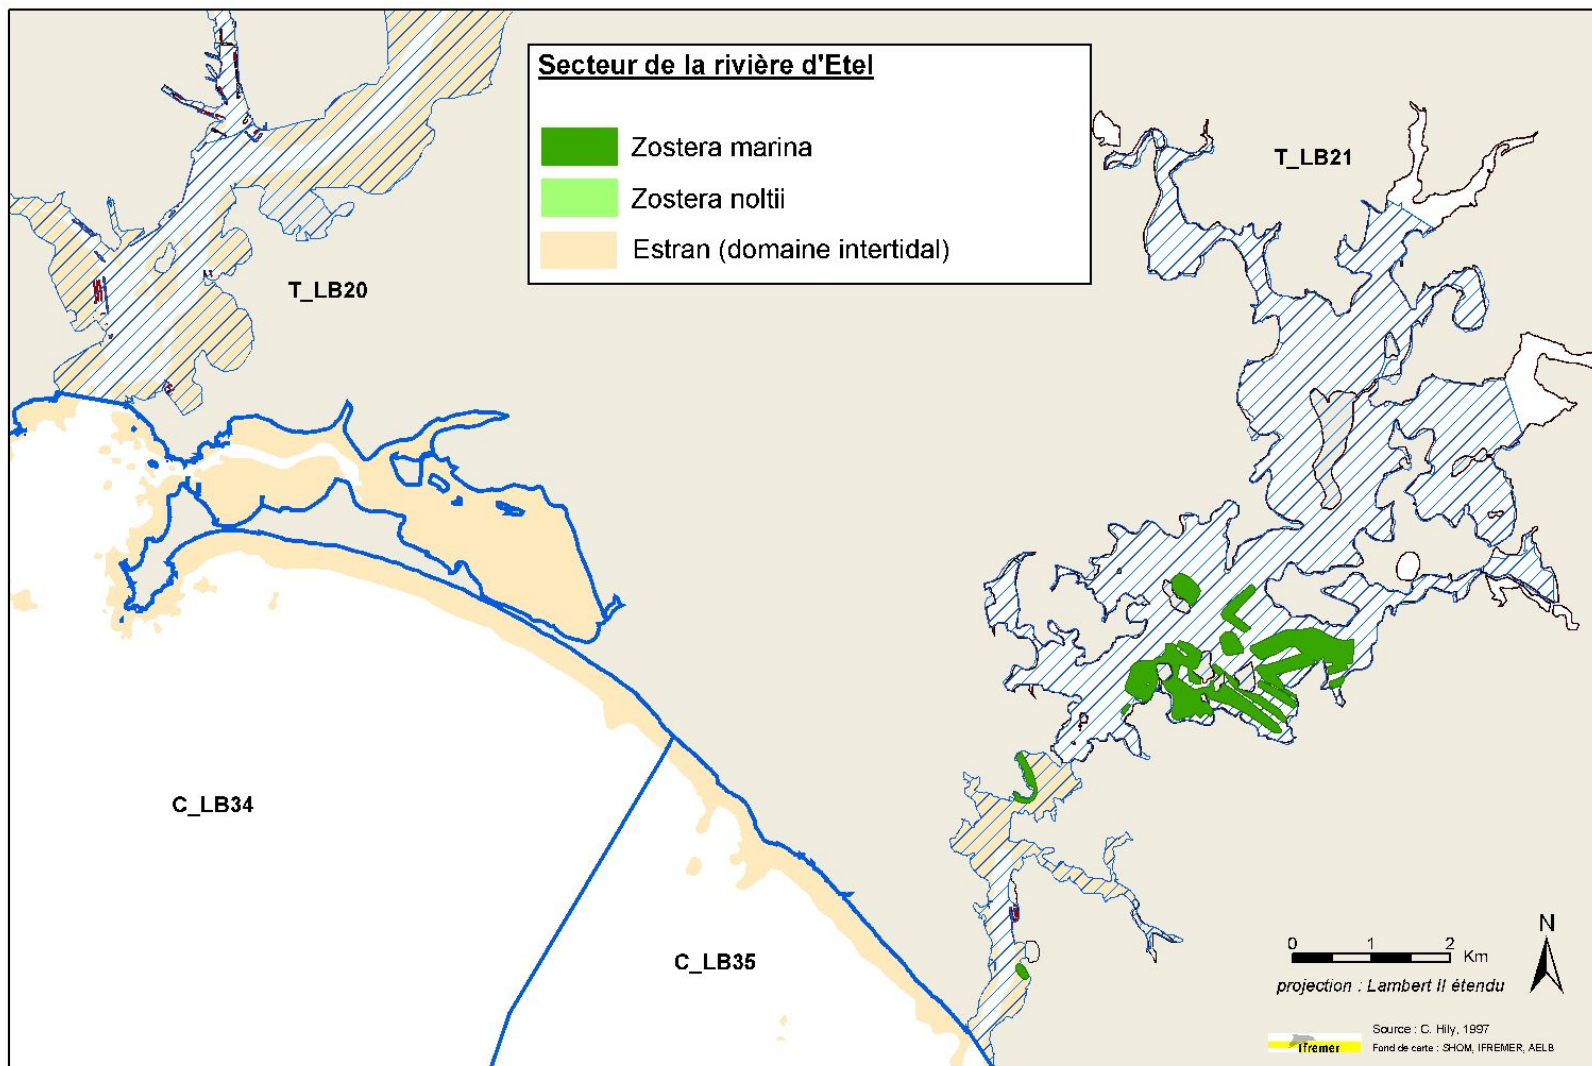 Secteur de la rivière d'Etel
Zostera marina
Zostera noltii
Estran (domaine intertidal)
T_LB21
T_LB20
C_LB34
C_LB35
N
0 1 2 Km
projection : Lambert II étendu
Source : C. Hily, 1997
Fond de carte : SHOM, IFREMER, AELB
Ifremer